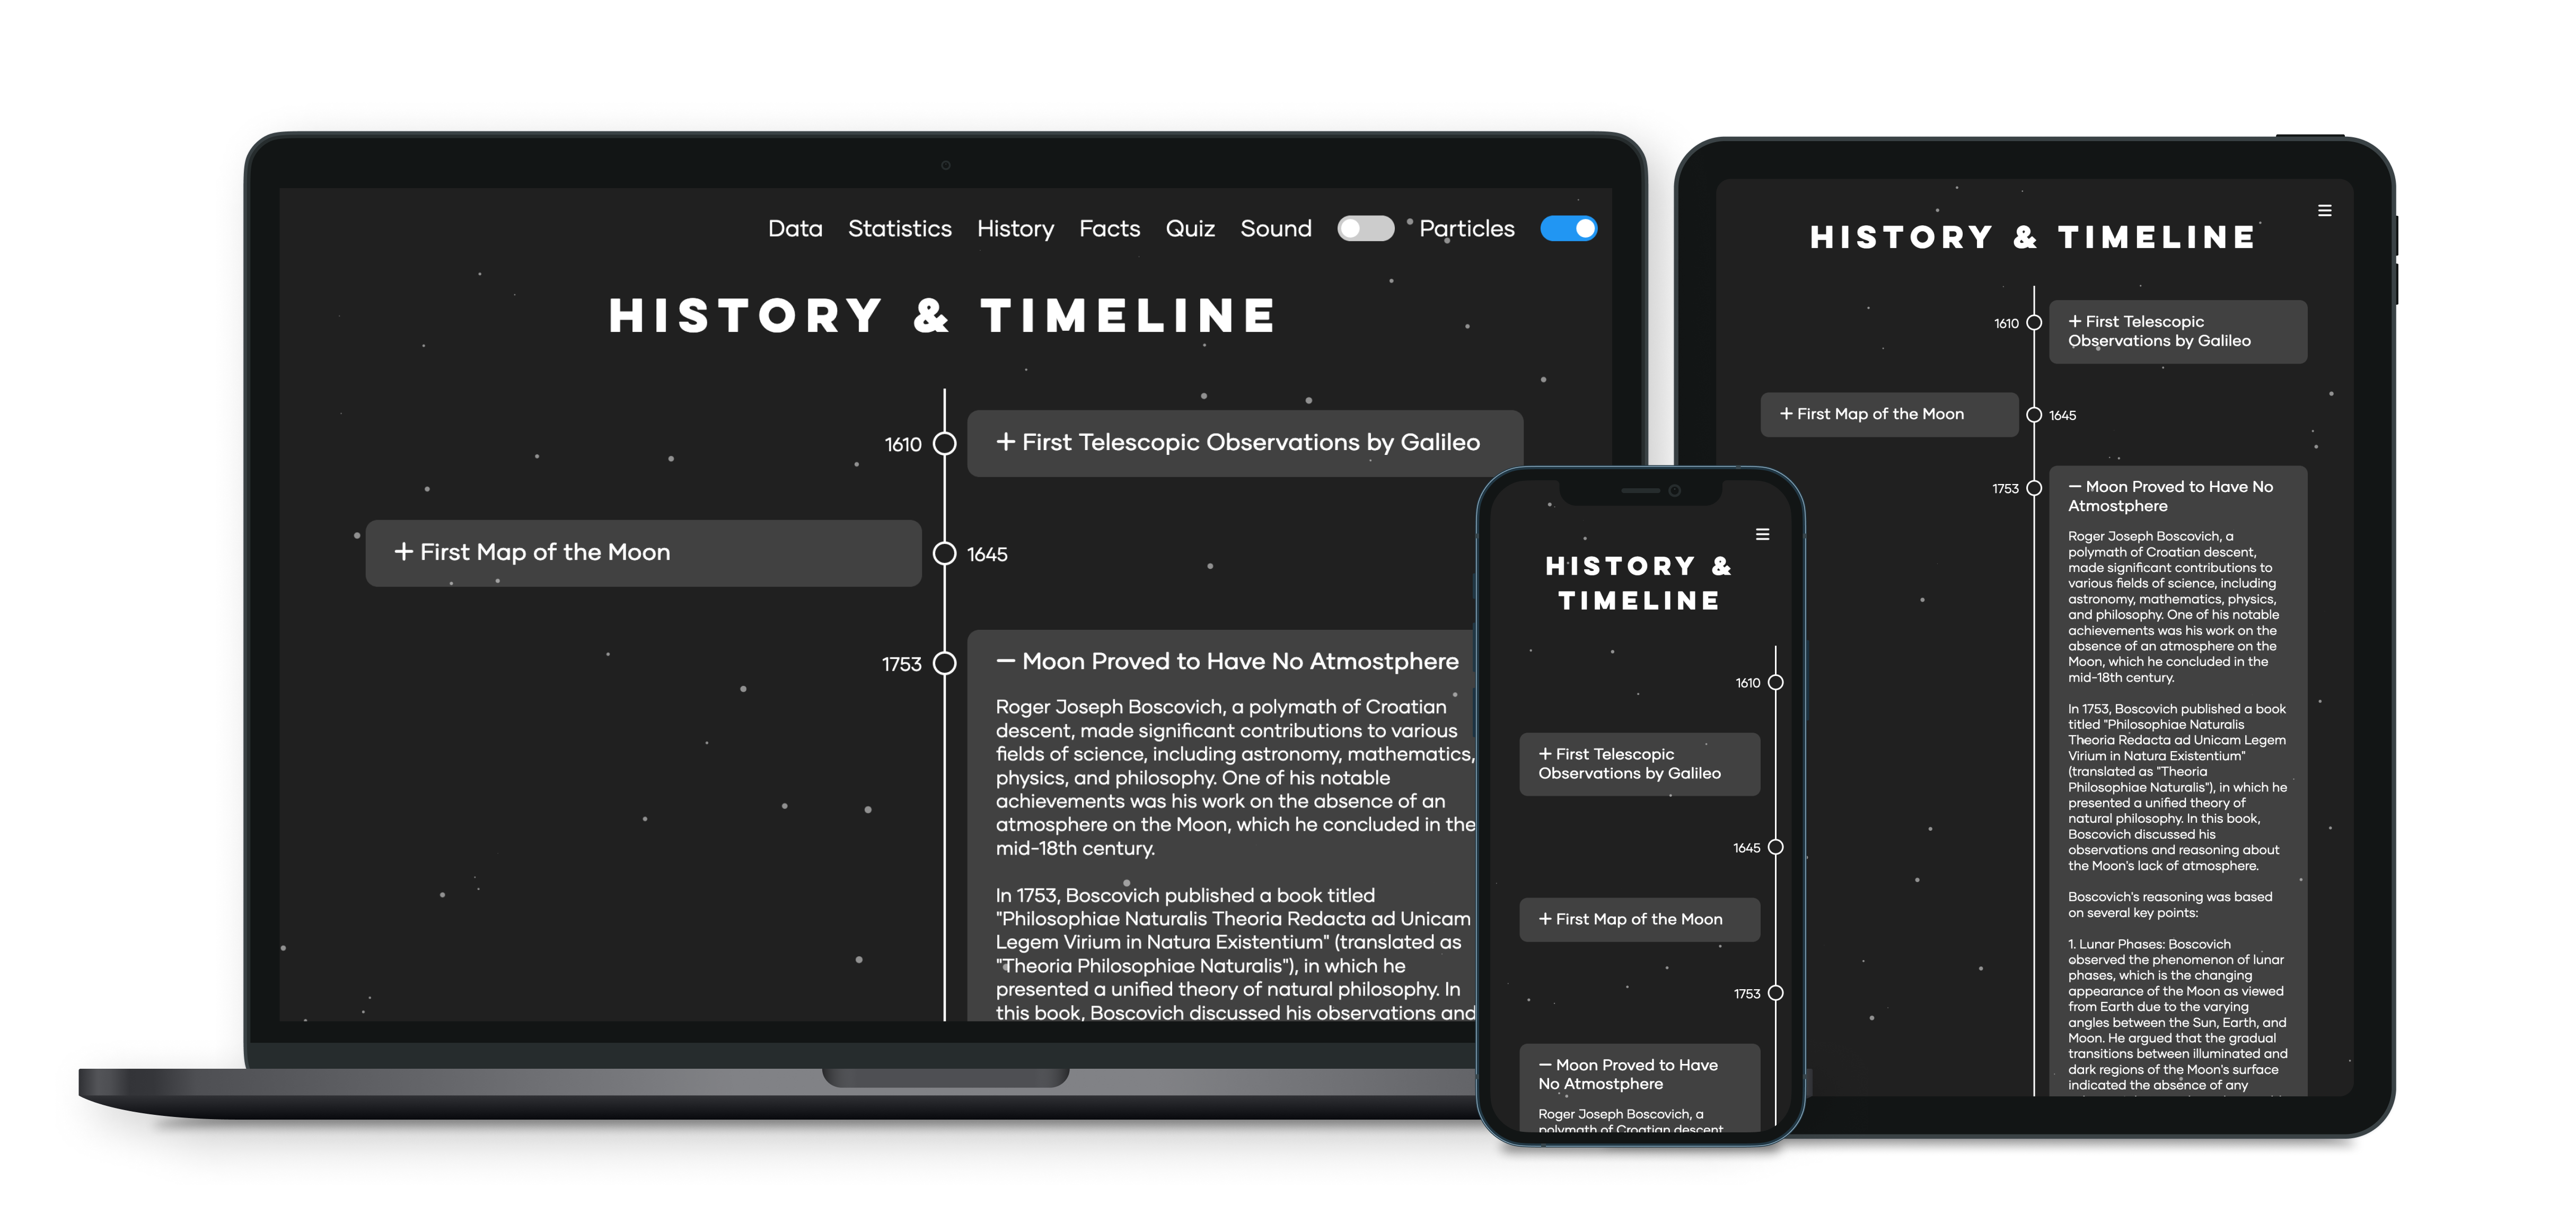 Data Statistics History Facts Quiz Sound Particles
HISTORY & TIMELINE
1610
+ First Telescopic Observations by Galileo
+ First Map of the Moon
1645
1753
— Moon Proved to Have No Atmostphere
Roger Joseph Boscovich, a polymath of Croatian
descent, made significant contributions to various
fields of science, including astronomy, mathematics,
physics, and philosophy. One of his notable
achievements was his work on the absence of an
atmosphere on the Moon, which he concluded in the
mid-18th century.
In 1753, Boscovich published a book titled
"Philosophiae Naturalis Theoria Redacta ad Unicam
Legem Virium in Natura Existentium" (translated as
"Theoria Philosophiae Naturalis"), in which he
presented a unified theory of natural philosophy. In
this book, Boscovich discussed his observations and
HISTORY &
TIMELINE
1610
+ First Telescopic
Observations by Galileo
1645
+ First Map of the Moon
1753
— Moon Proved to Have
No Atmostphere
Roger Joseph Boscovich, a
polymath of Croatian descent
HISTORY & TIMELINE
1610
+ First Telescopic
Observations by Galileo
+ First Map of the Moon
1645
1753
— Moon Proved to Have No
Atmostphere
Roger Joseph Boscovich, a
polymath of Croatian descent,
made significant contributions to
various fields of science, including
astronomy, mathematics, physics,
and philosophy. One of his notable
achievements was his work on the
absence of an atmosphere on the
Moon, which he concluded in the
mid-18th century.
In 1753, Boscovich published a book
titled "Philosophiae Naturalis
Theoria Redacta ad Unicam Legem
Virium in Natura Existentium"
(translated as "Theoria
Philosophiae Naturalis"), in which he
presented a unified theory of
natural philosophy. In this book,
Boscovich discussed his
observations and reasoning about
the Moon's lack of atmosphere.
Boscovich's reasoning was based
on several key points:
1. Lunar Phases: Boscovich
observed the phenomenon of lunar
phases, which is the changing
appearance of the Moon as viewed
from Earth due to the varying
angles between the Sun, Earth, and
Moon. He argued that the gradual
transitions between illuminated and
dark regions of the Moon's surface
indicated the absence of any